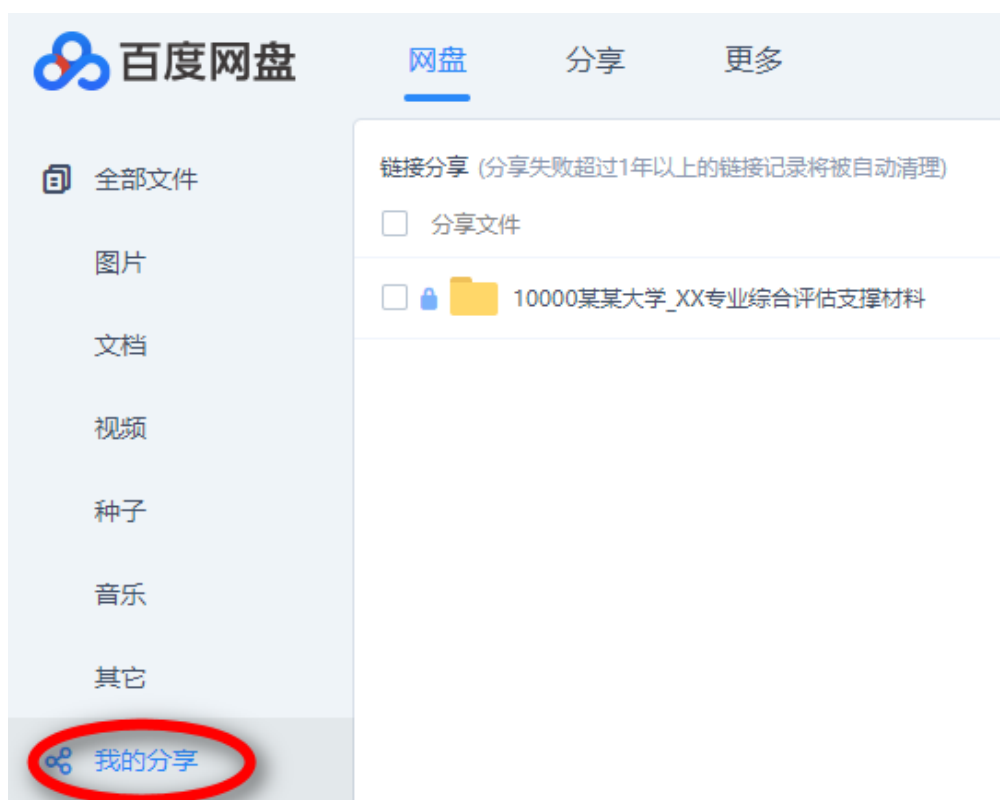 百度网盘
网盘
分享
更多
全部文件
图片
文档
视频
种子
音乐
其它
我的分享
链接分享 (分享失败超过1年以上的链接记录将被自动清理)
分享文件
10000某某大学_XX专业综合评估支撑材料